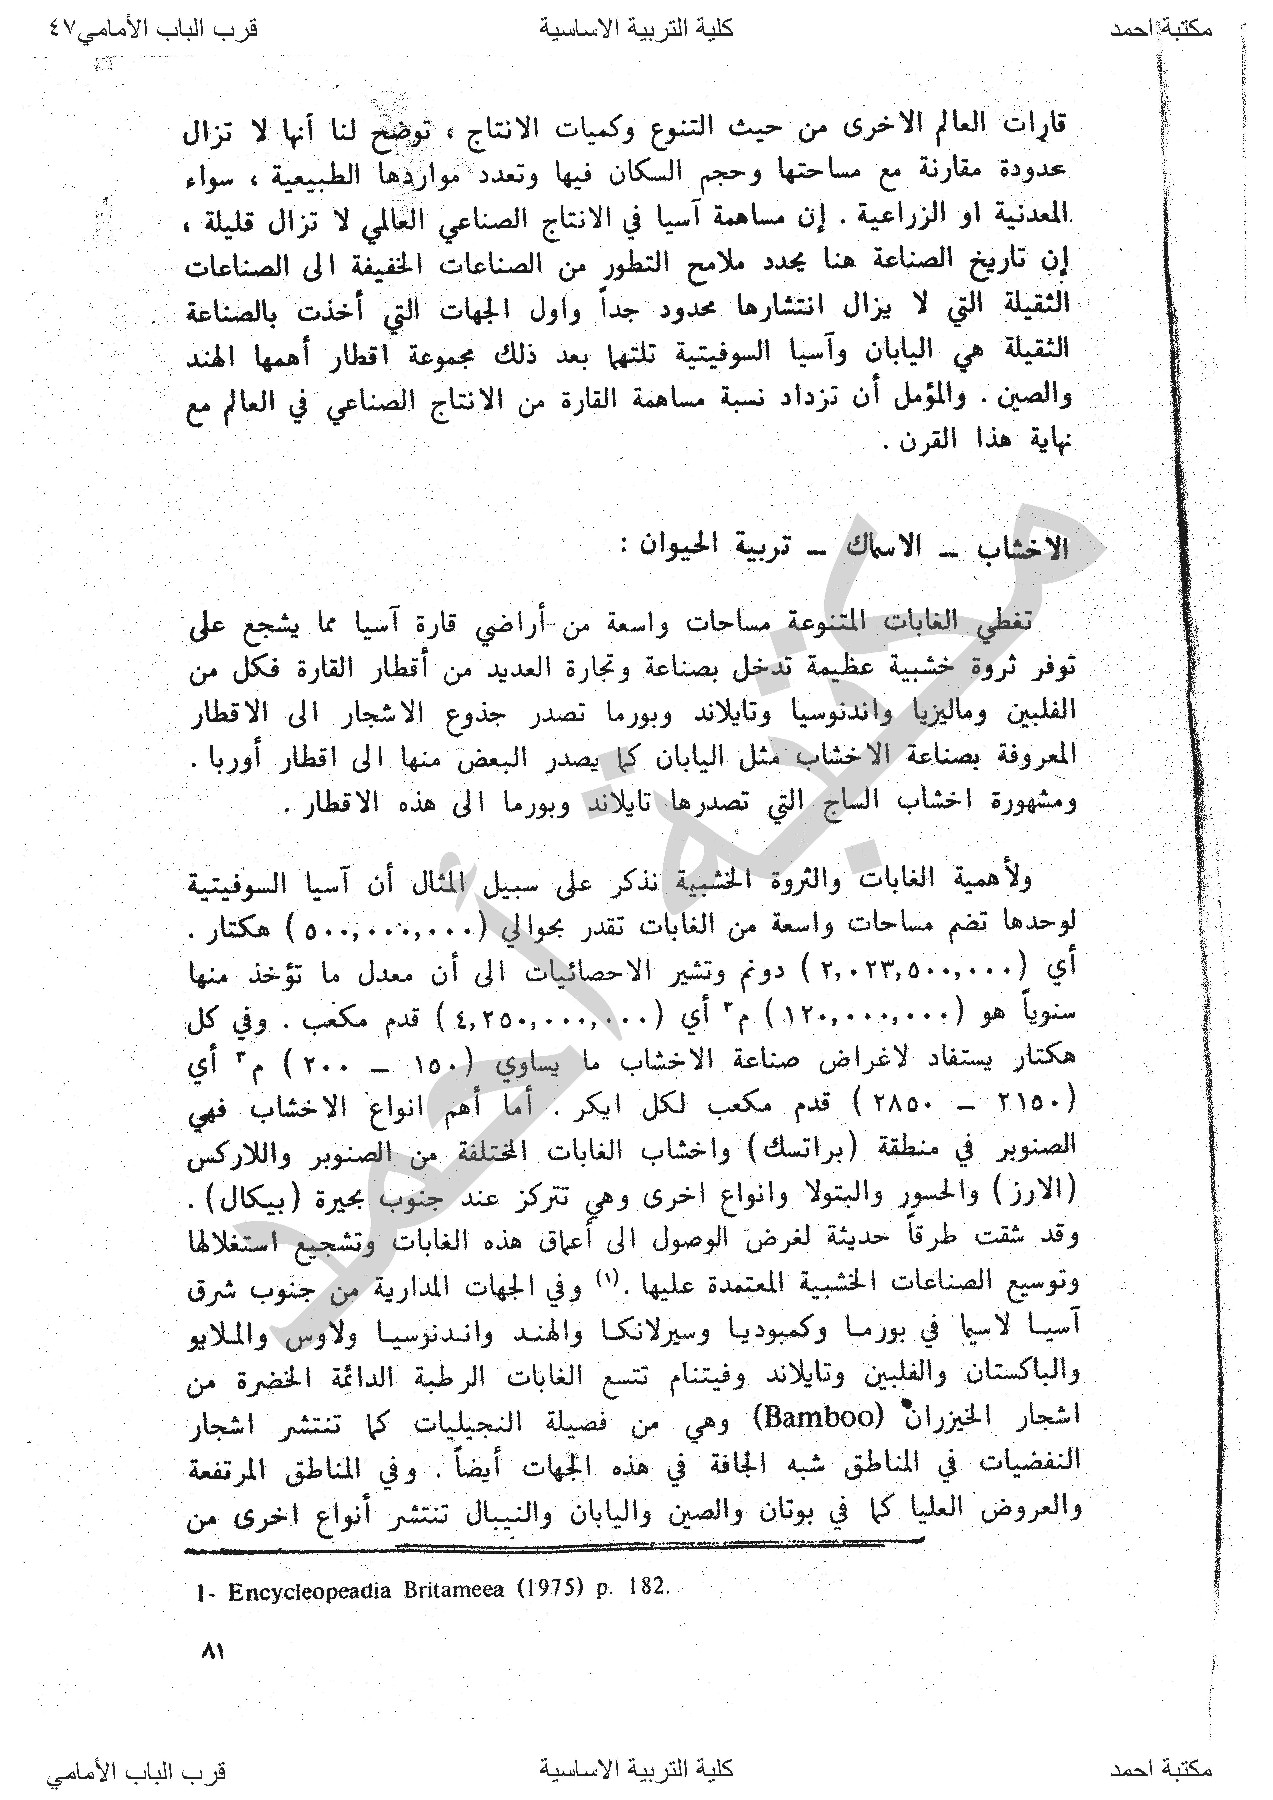 مكتبة احمد
كلية التربية الاساسية
قرب الباب الأمامي٤٧
قارات العالم الاخرى من حيث التنوع وكميات الانتاج ، توضح لنا أنها لا تزال
محدودة مقارنة مع مساحتها وحجم السكان فيها وتعدد مواردها الطبيعية ، سواء
المعدنية او الزراعية . إن مساهمة آسيا في الانتاج الصناعي العالمي لا تزال قليلة ،
إن تاريخ الصناعة هنا يحدد ملامح التطور من الصناعات الخفيفة الى الصناعات
الثقيلة التي لا يزال انتشارها محدود جداً واول الجهات التي أخذت بالصناعة
الثقيلة هي اليابان وآسيا السوفيتية تلتهما بعد ذلك مجموعة اقطار أهمها الهند
والصين . والمؤمل أن تزداد نسبة مساهمة القارة من الانتاج الصناعي في العالم مع
نهاية هذا القرن .
الاخشاب – الاسماك – تربية الحيوان :
تغطي الغابات المتنوعة مساحات واسعة من أراضي قارة آسيا مما يشجع على
توفر ثروة خشبية عظيمة تدخل بصناعة وتجارة العديد من أقطار القارة فكل من
الفلبين وماليزيا واندنوسيا وتايلاند وبورما تصدر جذوع الاشجار الى الاقطار
المعروفة بصناعة الاخشاب مثل اليابان كما يصدر البعض منها الى اقطار أوربا .
ومشهورة اخشاب الساج التي تصدرها تايلاند وبورما الى هذه الاقطار .
ولأهمية الغابات والثروة الخشبية نذكر على سبيل المثال أن آسيا السوفيتية
لوحدها تضم مساحات واسعة من الغابات تقدر بحوالي (٥٠٠,٠٠٠,٠٠٠) هكتار .
أي (٢,٠٢٣,٥٠٠,٠٠٠) دونم وتشير الاحصائيات الى أن معدل ما تؤخذ منها
سنوياً هو (١٢٠,٠٠٠,٠٠٠) م٣ أي (٤,٢٥٠,٠٠٠,٠٠٠) قدم مكعب . وفي كل
هكتار يستفاد لاغراض صناعة الاخشاب ما يساوي (١٥٠ – ٢٠٠) م٣ أي
(٢١٥٠ – ٢٨٥٠) قدم مكعب لكل ايكر . أما أهم انواع الاخشاب فهي
الصنوبر في منطقة (براتسك) واخشاب الغابات المختلفة من الصنوبر واللاركس
(الارز) والحسور والبتولا وانواع اخرى وهي تتركز عند جنوب بحيرة (بيكال) .
وقد شقت طرقاً حديثة لغرض الوصول الى أعماق هذه الغابات وتشجيع استغلالها
وتوسيع الصناعات الخشبية المعتمدة عليها .(١) وفي الجهات المدارية من جنوب شرق
آسيا لاسيما في بورما وكمبوديا وسيرلانكا والهند واندنوسيا ولاوس والملايو
والباكستان والفلبين وتايلاند وفيتنام تتسع الغابات الرطبة الدائمة الخضرة من
اشجار الخيزران (Bamboo) وهي من فصيلة النجيليات كما تنتشر اشجار
النفضيات في المناطق شبه الجافة في هذه الجهات أيضاً . وفي المناطق المرتفعة
والعروض العليا كما في بوتان والصين واليابان والنيبال تنتشر أنواع اخرى من
1- Encycleopeadia Britameea (1975) p. 182.
٨١
مكتبة أحمد
مكتبة احمد
كلية التربية الاساسية
قرب الباب الأمامي